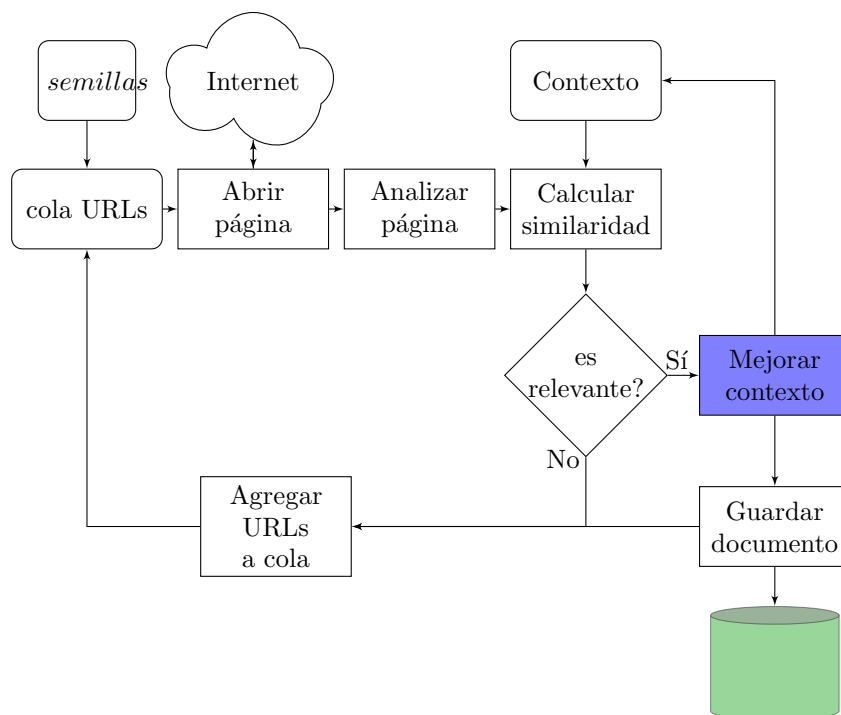 semillas
Internet
Contexto
cola URLs
Abrir
página
Analizar
página
Calcular
similaridad
es
relevante?
Sí
Mejorar
contexto
No
Agregar
URLs
a cola
Guardar
documento